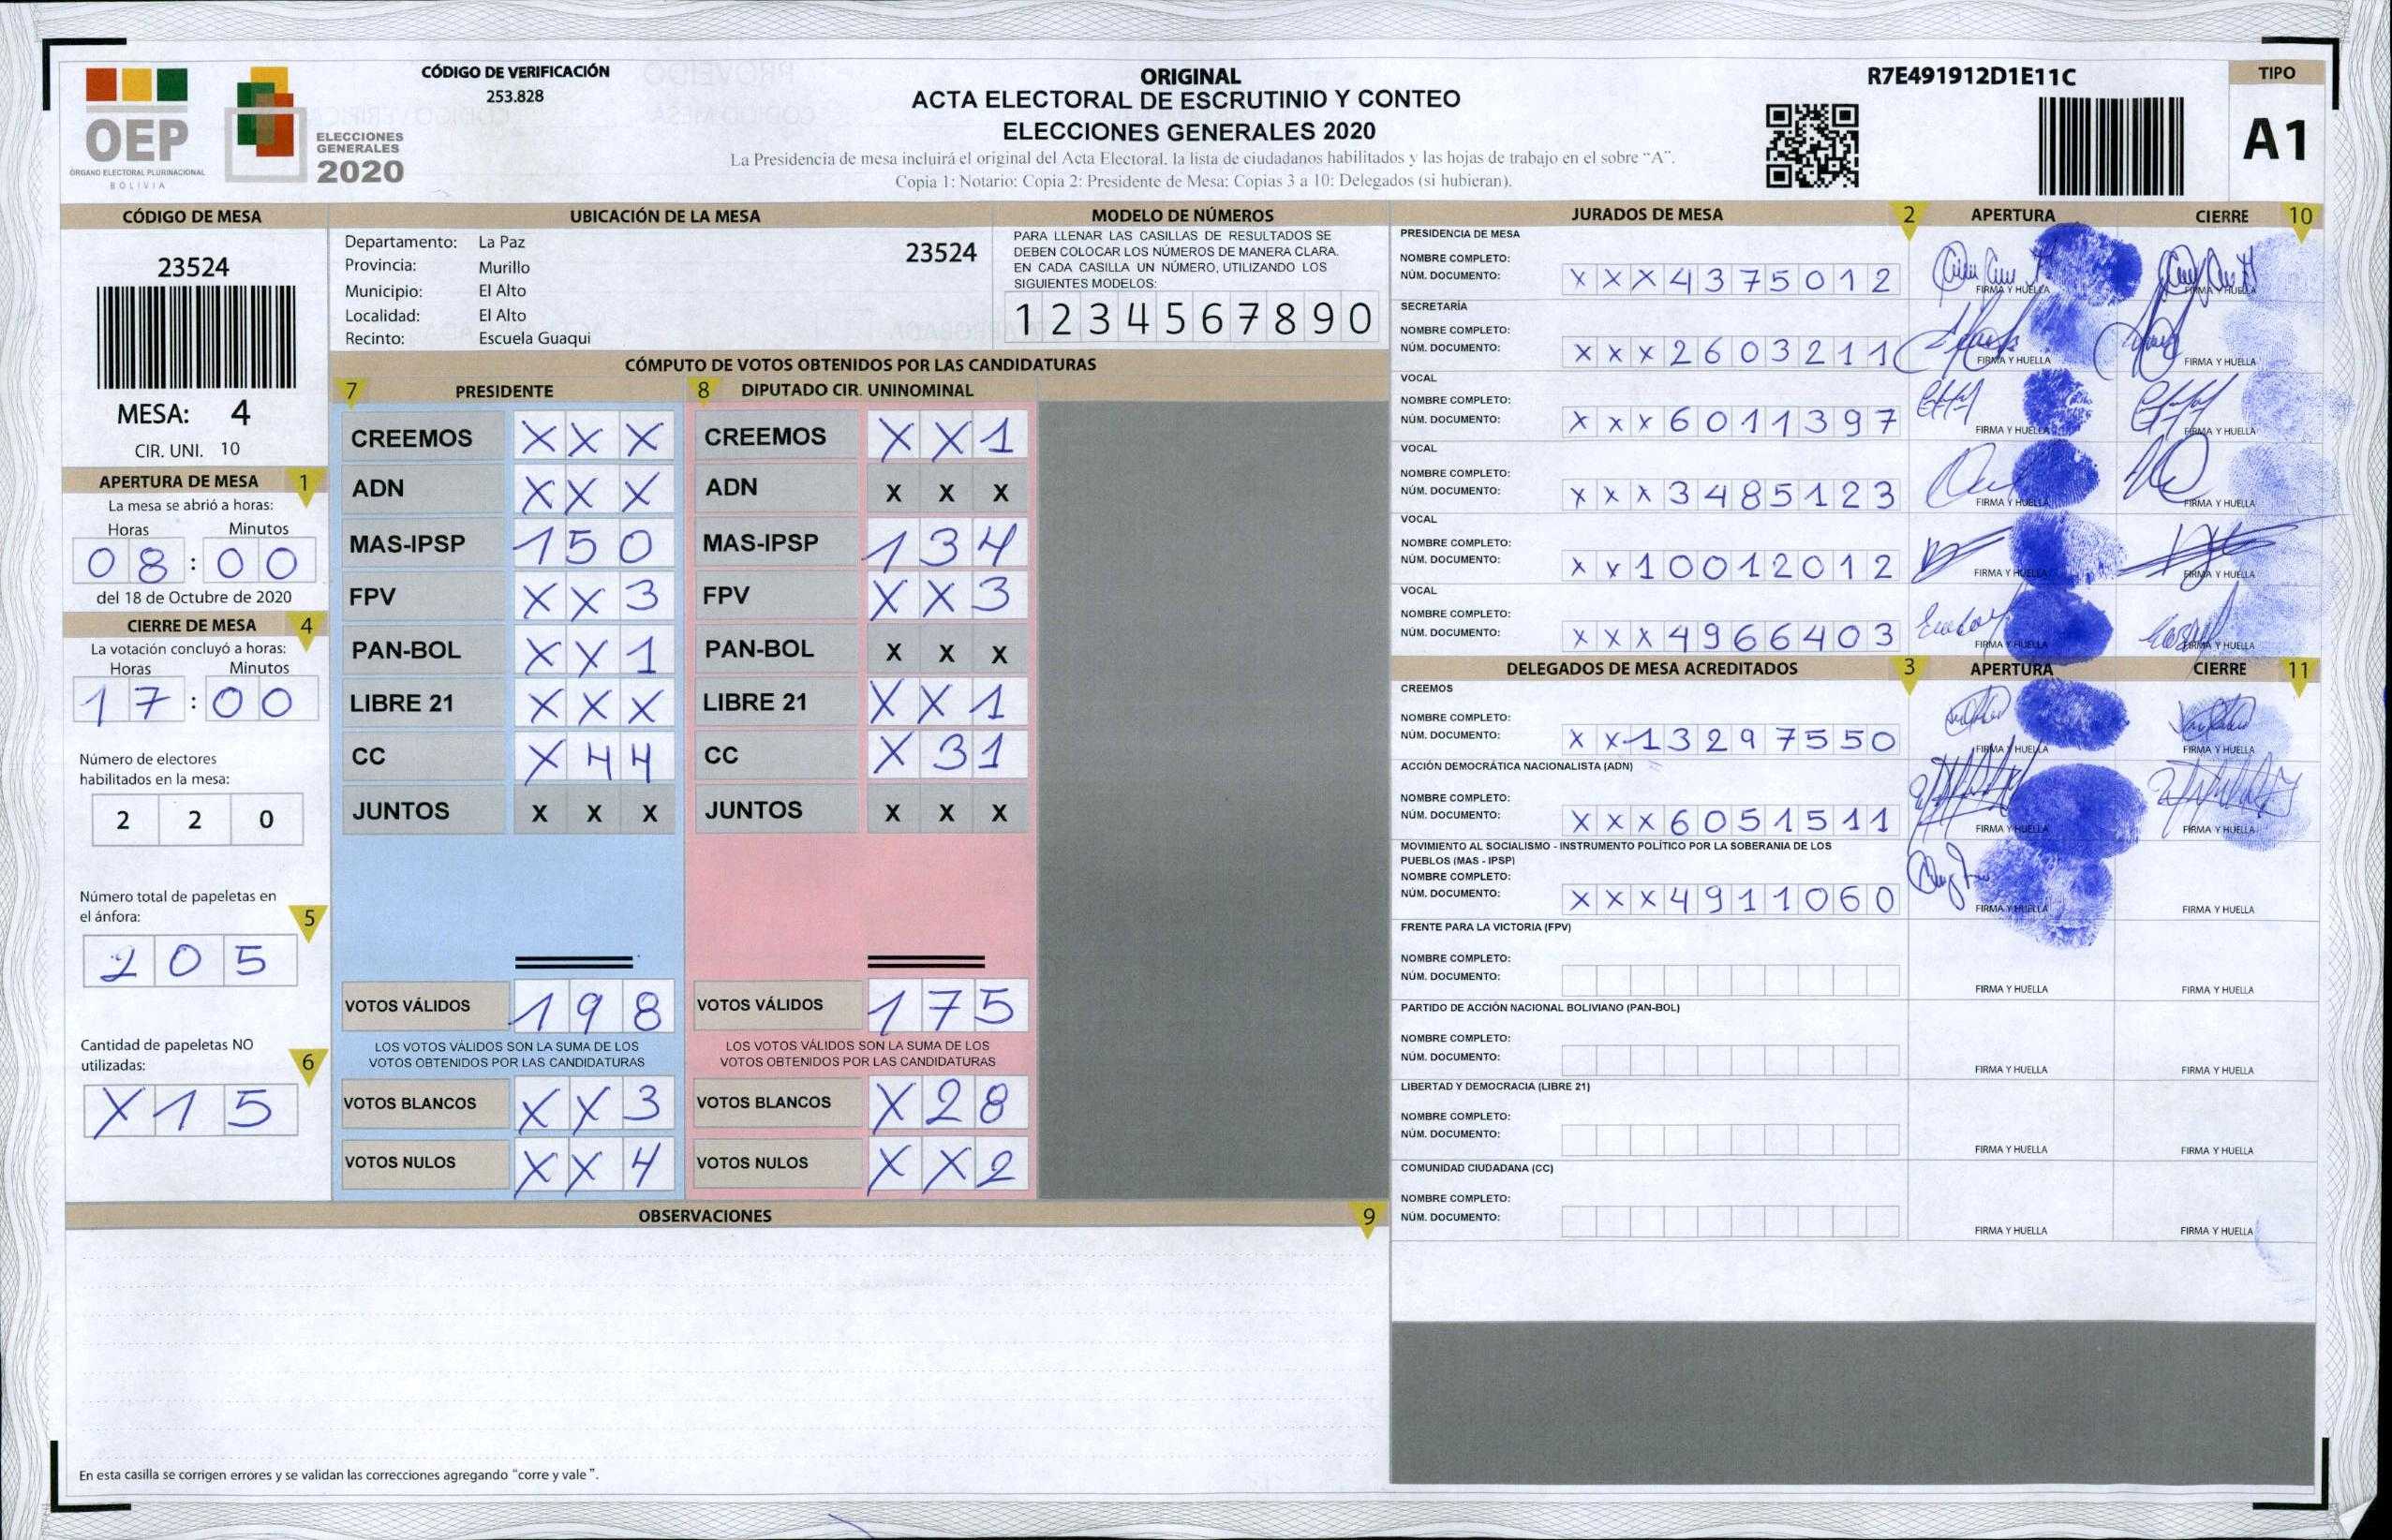 CÓDIGO DE VERIFICACIÓN
253.828
OEP
ÓRGANO ELECTORAL PLURINACIONAL
BOLIVIA
ELECCIONES
GENERALES
2020
ORIGINAL
ACTA ELECTORAL DE ESCRUTINIO Y CONTEO
ELECCIONES GENERALES 2020
La Presidencia de mesa incluirá el original del Acta Electoral, la lista de ciudadanos habilitados y las hojas de trabajo en el sobre "A".
Copia 1: Notario: Copia 2: Presidente de Mesa: Copias 3 a 10: Delegados (si hubieran).
R7E491912D1E11C
TIPO
A1
CÓDIGO DE MESA
23524
MESA: 4
CIR. UNI. 10
APERTURA DE MESA 1
La mesa se abrió a horas:
Horas Minutos
08:00
del 18 de Octubre de 2020
CIERRE DE MESA 4
La votación concluyó a horas:
Horas Minutos
17:00
Número de electores
habilitados en la mesa:
2 2 0
Número total de papeletas en
el ánfora: 5
2 0 5
Cantidad de papeletas NO
utilizadas: 6
X 1 5
UBICACIÓN DE LA MESA
Departamento: La Paz 23524
Provincia: Murillo
Municipio: El Alto
Localidad: El Alto
Recinto: Escuela Guaqui
MODELO DE NÚMEROS
PARA LLENAR LAS CASILLAS DE RESULTADOS SE
DEBEN COLOCAR LOS NÚMEROS DE MANERA CLARA.
EN CADA CASILLA UN NÚMERO, UTILIZANDO LOS
SIGUIENTES MODELOS:
1 2 3 4 5 6 7 8 9 0
CÓMPUTO DE VOTOS OBTENIDOS POR LAS CANDIDATURAS
7 PRESIDENTE 8 DIPUTADO CIR. UNINOMINAL
CREEMOS X X X CREEMOS X X 1
ADN X X X ADN X X X
MAS-IPSP 1 5 0 MAS-IPSP 1 3 4
FPV X X 3 FPV X X 3
PAN-BOL X X 1 PAN-BOL X X X
LIBRE 21 X X X LIBRE 21 X X 1
CC X 4 4 CC X 3 1
JUNTOS X X X JUNTOS X X X
VOTOS VÁLIDOS 1 9 8 VOTOS VÁLIDOS 1 7 5
LOS VOTOS VÁLIDOS SON LA SUMA DE LOS LOS VOTOS VÁLIDOS SON LA SUMA DE LOS
VOTOS OBTENIDOS POR LAS CANDIDATURAS VOTOS OBTENIDOS POR LAS CANDIDATURAS
VOTOS BLANCOS X X 3 VOTOS BLANCOS X 2 8
VOTOS NULOS X X 4 VOTOS NULOS X X 2
OBSERVACIONES 9
En esta casilla se corrigen errores y se validan las correcciones agregando "corre y vale".
JURADOS DE MESA 2 APERTURA CIERRE 10
PRESIDENCIA DE MESA
NOMBRE COMPLETO:
NÚM. DOCUMENTO: X X X 4 3 7 5 0 1 2 FIRMA Y HUELLA FIRMA Y HUELLA
SECRETARÍA
NOMBRE COMPLETO:
NÚM. DOCUMENTO: X X X 2 6 0 3 2 1 1 FIRMA Y HUELLA FIRMA Y HUELLA
VOCAL
NOMBRE COMPLETO:
NÚM. DOCUMENTO: X X X 6 0 1 1 3 9 7 FIRMA Y HUELLA FIRMA Y HUELLA
VOCAL
NOMBRE COMPLETO:
NÚM. DOCUMENTO: X X X 3 4 8 5 1 2 3 FIRMA Y HUELLA FIRMA Y HUELLA
VOCAL
NOMBRE COMPLETO:
NÚM. DOCUMENTO: X X 1 0 0 1 2 0 1 2 FIRMA Y HUELLA FIRMA Y HUELLA
VOCAL
NOMBRE COMPLETO:
NÚM. DOCUMENTO: X X X 4 9 6 6 4 0 3 FIRMA Y HUELLA FIRMA Y HUELLA
DELEGADOS DE MESA ACREDITADOS 3 APERTURA CIERRE 11
CREEMOS
NOMBRE COMPLETO:
NÚM. DOCUMENTO: X X 1 3 2 9 7 5 5 0 FIRMA Y HUELLA FIRMA Y HUELLA
ACCIÓN DEMOCRÁTICA NACIONALISTA (ADN)
NOMBRE COMPLETO:
NÚM. DOCUMENTO: X X X 6 0 5 1 5 1 1 FIRMA Y HUELLA FIRMA Y HUELLA
MOVIMIENTO AL SOCIALISMO - INSTRUMENTO POLÍTICO POR LA SOBERANIA DE LOS
PUEBLOS (MAS - IPSP)
NOMBRE COMPLETO:
NÚM. DOCUMENTO: X X X 4 9 1 1 0 6 0 FIRMA Y HUELLA FIRMA Y HUELLA
FRENTE PARA LA VICTORIA (FPV)
NOMBRE COMPLETO:
NÚM. DOCUMENTO: FIRMA Y HUELLA FIRMA Y HUELLA
PARTIDO DE ACCIÓN NACIONAL BOLIVIANO (PAN-BOL)
NOMBRE COMPLETO:
NÚM. DOCUMENTO: FIRMA Y HUELLA FIRMA Y HUELLA
LIBERTAD Y DEMOCRACIA (LIBRE 21)
NOMBRE COMPLETO:
NÚM. DOCUMENTO: FIRMA Y HUELLA FIRMA Y HUELLA
COMUNIDAD CIUDADANA (CC)
NOMBRE COMPLETO:
NÚM. DOCUMENTO: FIRMA Y HUELLA FIRMA Y HUELLA